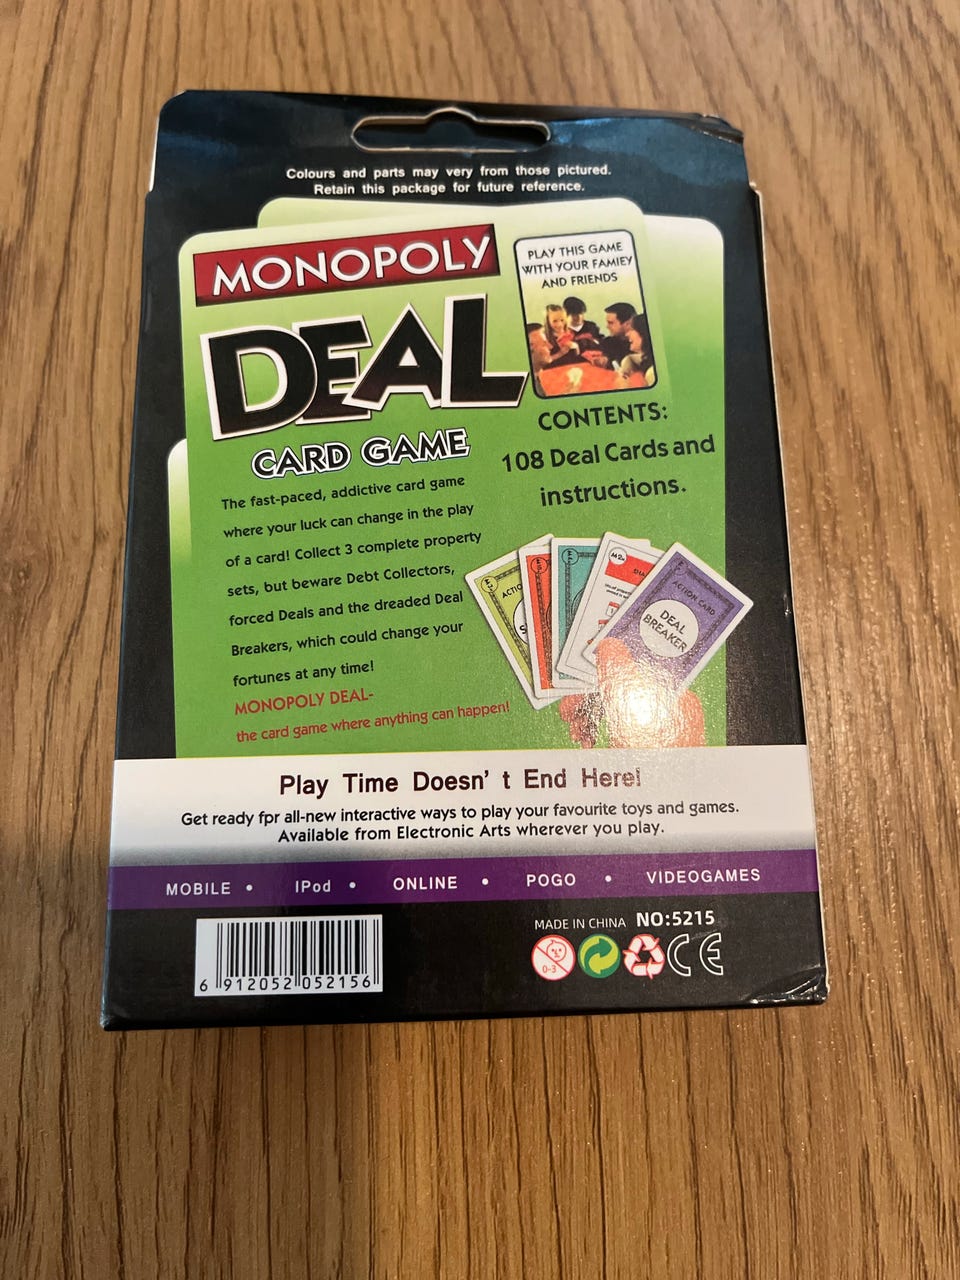 Colours and parts may very from those pictured.
Retain this package for future reference.
MONOPOLY
DEAL
CARD GAME
PLAY THIS GAME
WITH YOUR FAMIEY
AND FRIENDS
CONTENTS:
108 Deal Cards and
instructions.
The fast-paced, addictive card game
where your luck can change in the play
of a card! Collect 3 complete property
sets, but beware Debt Collectors,
forced Deals and the dreaded Deal
Breakers, which could change your
fortunes at any time!
MONOPOLY DEAL-
the card game where anything can happen!
ACTION CARD
DEAL
BREAKER
Play Time Doesn' t End Here!
Get ready fpr all-new interactive ways to play your favourite toys and games.
Available from Electronic Arts wherever you play.
MOBILE • IPod • ONLINE • POGO • VIDEOGAMES
MADE IN CHINA NO:5215
0-3
CE
6 912052 052156